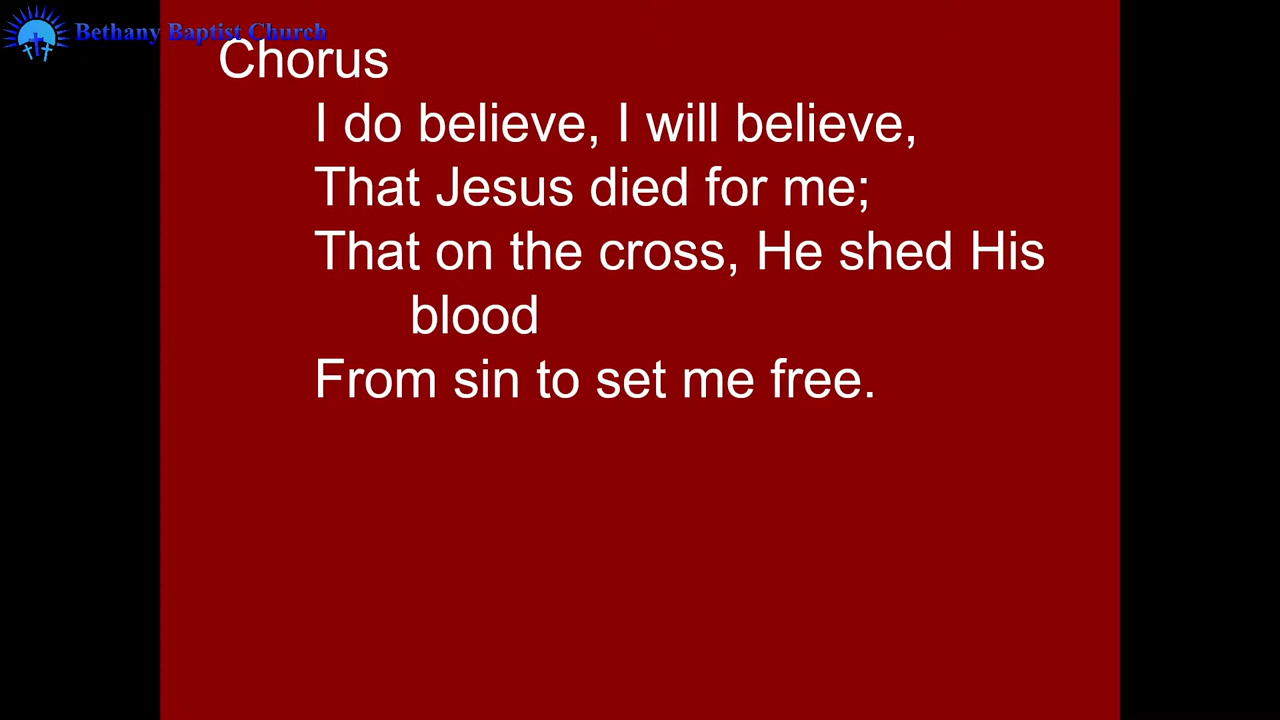 Bethany Baptist Church
Chorus
I do believe, I will believe,
That Jesus died for me;
That on the cross, He shed His
blood
From sin to set me free.